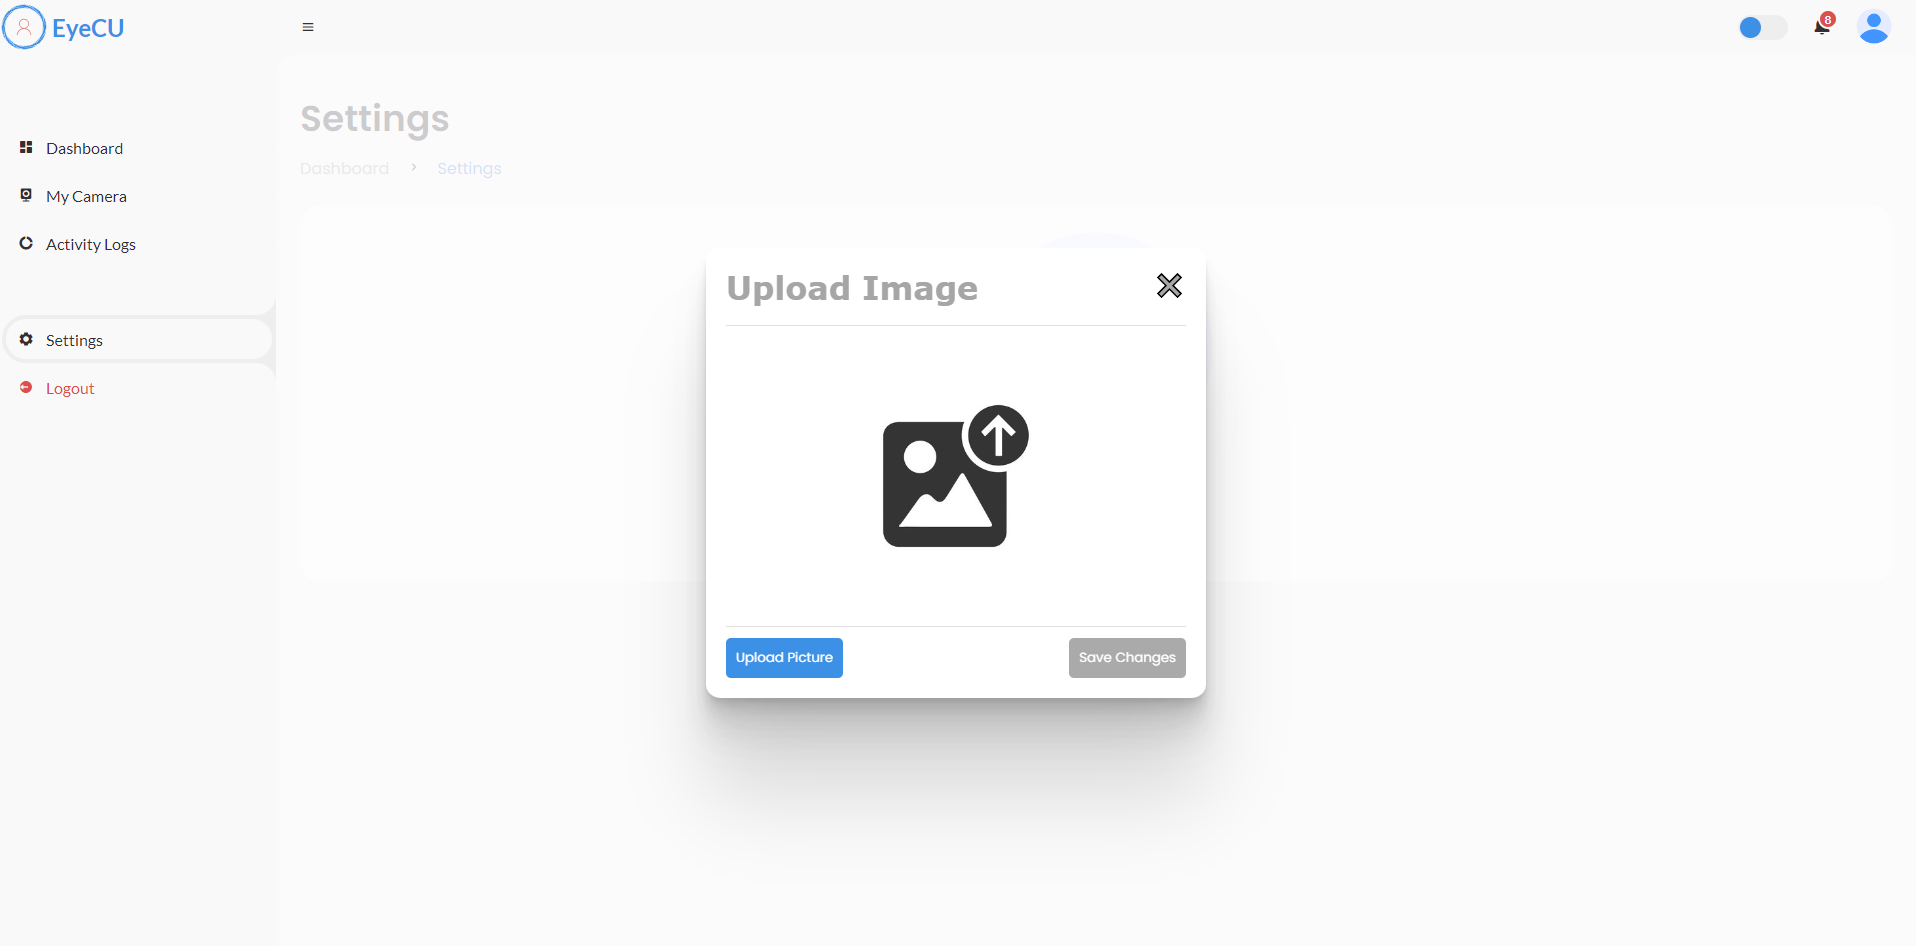 EyeCU
8
Dashboard
My Camera
Activity Logs
Settings
Logout
Settings
Dashboard > Settings
Upload Image
Upload Picture
Save Changes